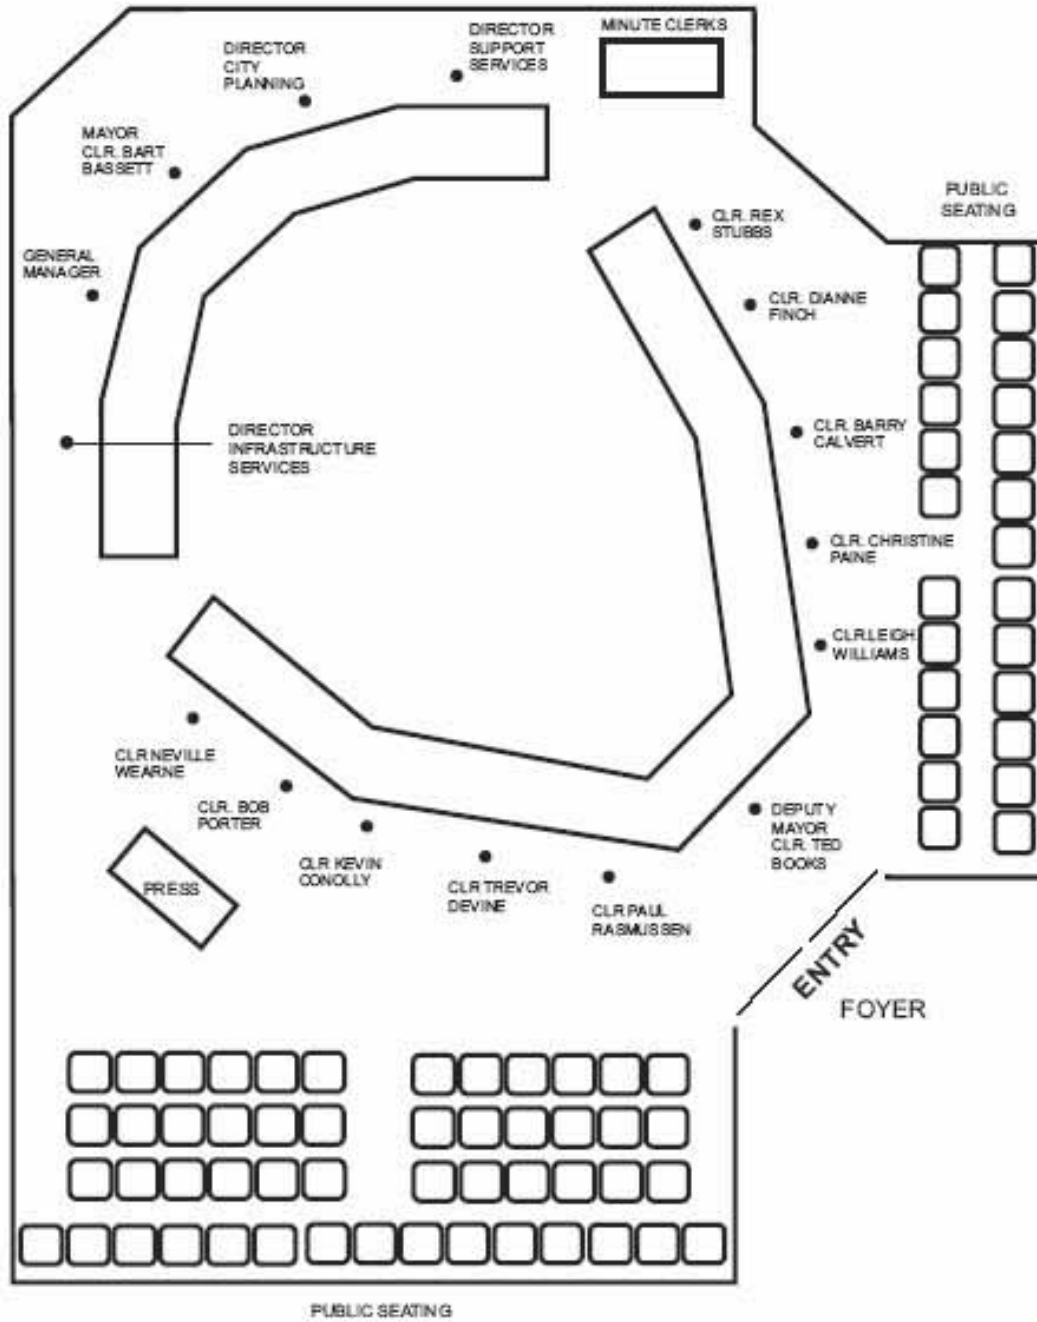 MINUTE CLERKS
DIRECTOR
SUPPORT
SERVICES
DIRECTOR
CITY
PLANNING
MAYOR
CLR. BART
BASSETT
GENERAL
MANAGER
DIRECTOR
INFRASTRUCTURE
SERVICES
PUBLIC
SEATING
CLR. REX
STUBBS
CLR. DIANNE
FINCH
CLR. BARRY
CALVERT
CLR. CHRISTINE
PAINE
CLR.LEIGH
WILLIAMS
DEPUTY
MAYOR
CLR. TED
BOOKS
CLR NEVILLE
WEARNE
CLR. BOB
PORTER
CLR KEVIN
CONOLLY
CLR TREVOR
DEVINE
CLR PAUL
RASMUSSEN
PRESS
ENTRY
FOYER
PUBLIC SEATING